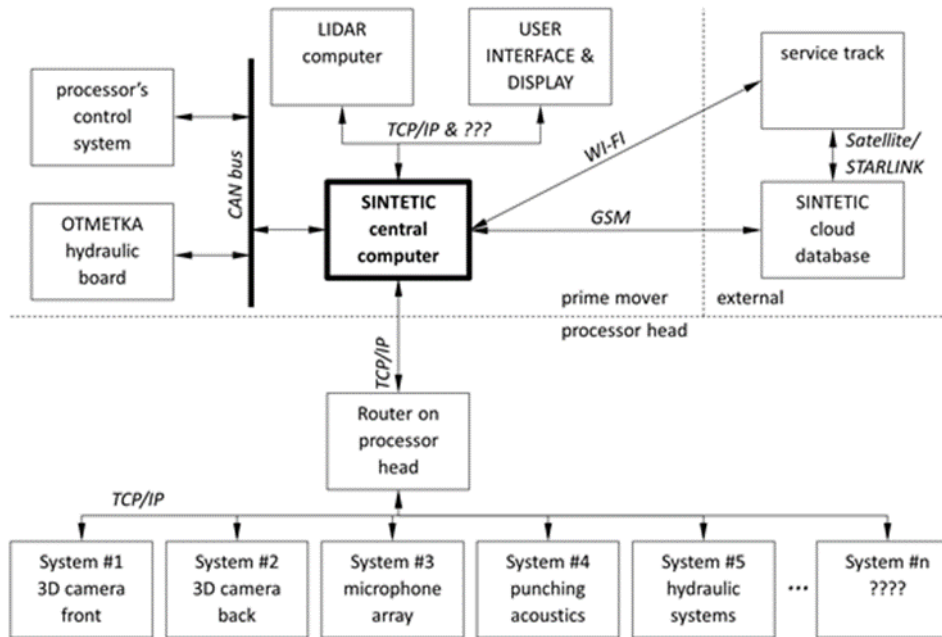 LIDAR
computer
USER
INTERFACE &
DISPLAY
service track
processor's
control
system
TCP/IP & ???
WI-FI
Satellite/
STARLINK
CAN bus
OTMETKA
hydraulic
board
SINTETIC
central
computer
GSM
SINTETIC
cloud
database
prime mover
external
processor head
TCP/IP
Router on
processor
head
TCP/IP
System #1
3D camera
front
System #2
3D camera
back
System #3
microphone
array
System #4
punching
acoustics
System #5
hydraulic
systems
...
System #n
????